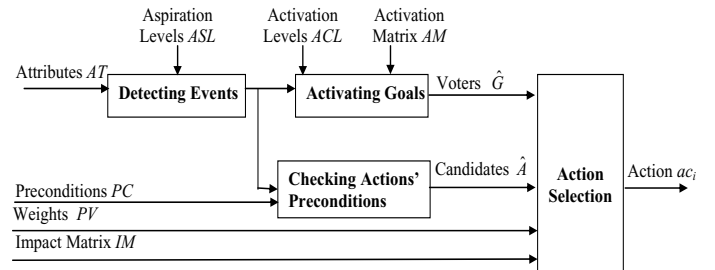 Aspiration
Levels ASL
Activation
Levels ACL
Activation
Matrix AM
Attributes AT
Detecting Events
Activating Goals
Voters Ĝ
Checking Actions'
Preconditions
Candidates Â
Action
Selection
Action acᵢ
Preconditions PC
Weights PV
Impact Matrix IM